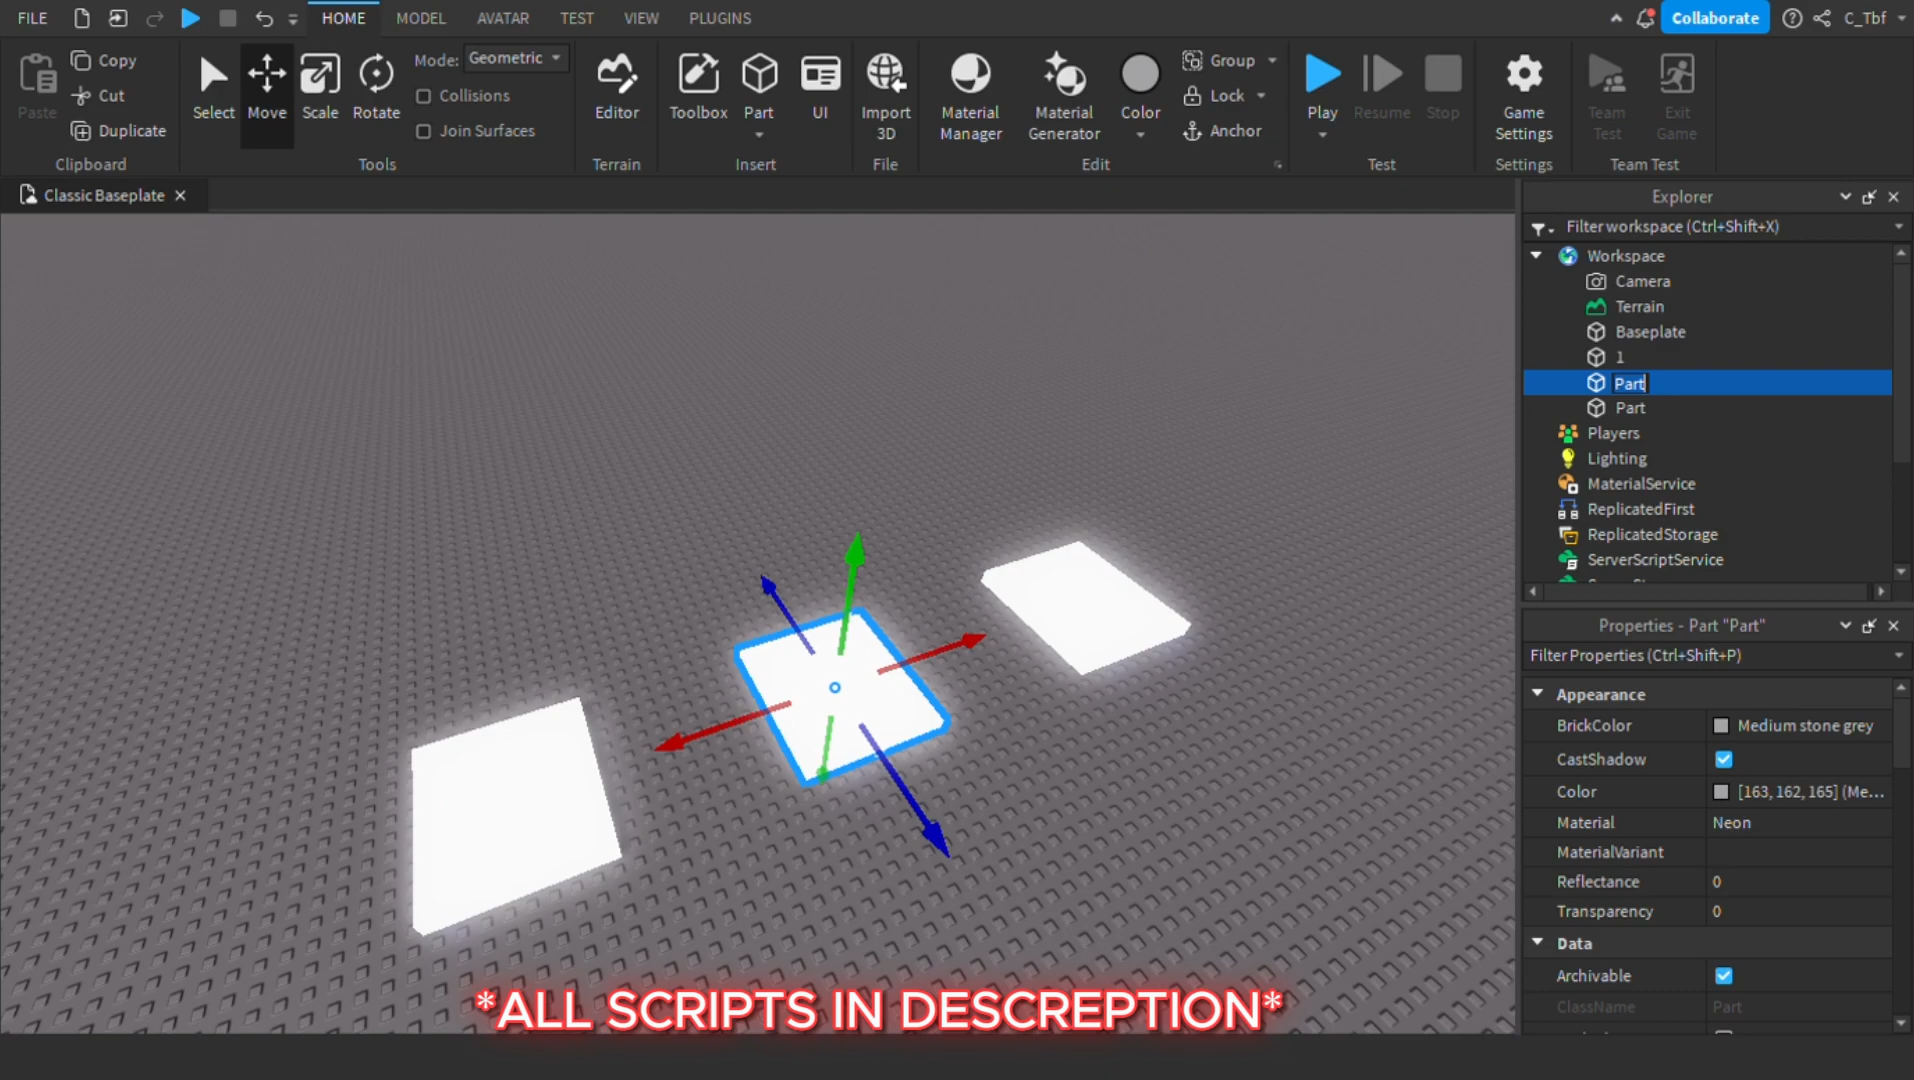 FILE
HOME
MODEL
AVATAR
TEST
VIEW
PLUGINS
Collaborate
C_Tbf
Paste
Copy
Cut
Duplicate
Clipboard
Select
Move
Scale
Rotate
Mode:
Geometric
Collisions
Join Surfaces
Tools
Editor
Terrain
Toolbox
Part
UI
Insert
Import
3D
File
Material
Manager
Material
Generator
Color
Group
Lock
Anchor
Edit
Play
Resume
Stop
Test
Game
Settings
Settings
Team
Test
Exit
Game
Team Test
Classic Baseplate
Explorer
Filter workspace (Ctrl+Shift+X)
Workspace
Camera
Terrain
Baseplate
1
Part
Part
Players
Lighting
MaterialService
ReplicatedFirst
ReplicatedStorage
ServerScriptService
Properties - Part "Part"
Filter Properties (Ctrl+Shift+P)
Appearance
BrickColor
Medium stone grey
CastShadow
Color
[163, 162, 165] (Me...
Material
Neon
MaterialVariant
Reflectance
0
Transparency
0
Data
Archivable
ClassName
Part
*ALL SCRIPTS IN DESCREPTION*